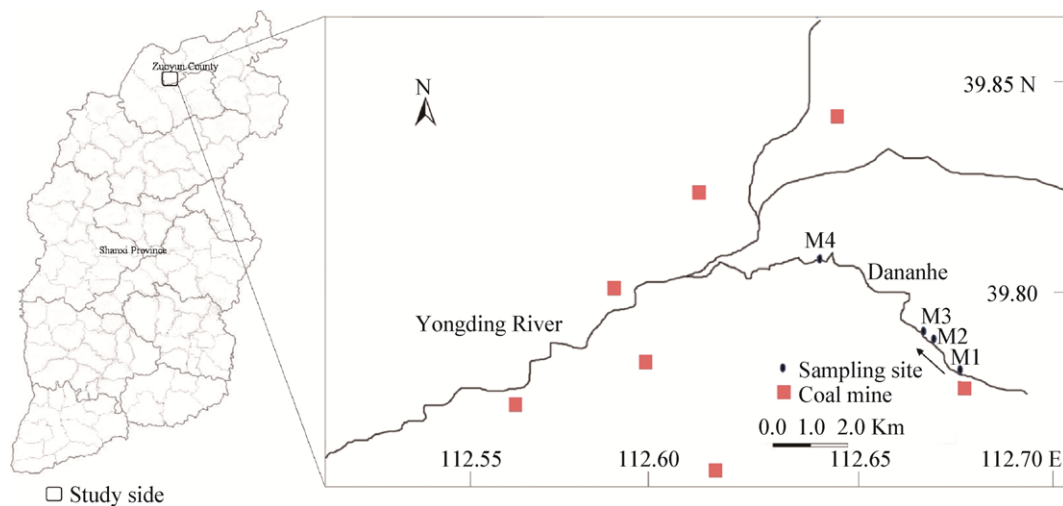 Zuoyun County
Shanxi Province
Study side
N
39.85 N
M4
Dananhe
39.80
M3
M2
M1
Yongding River
Sampling site
Coal mine
0.0 1.0 2.0 Km
112.55 112.60 112.65 112.70 E